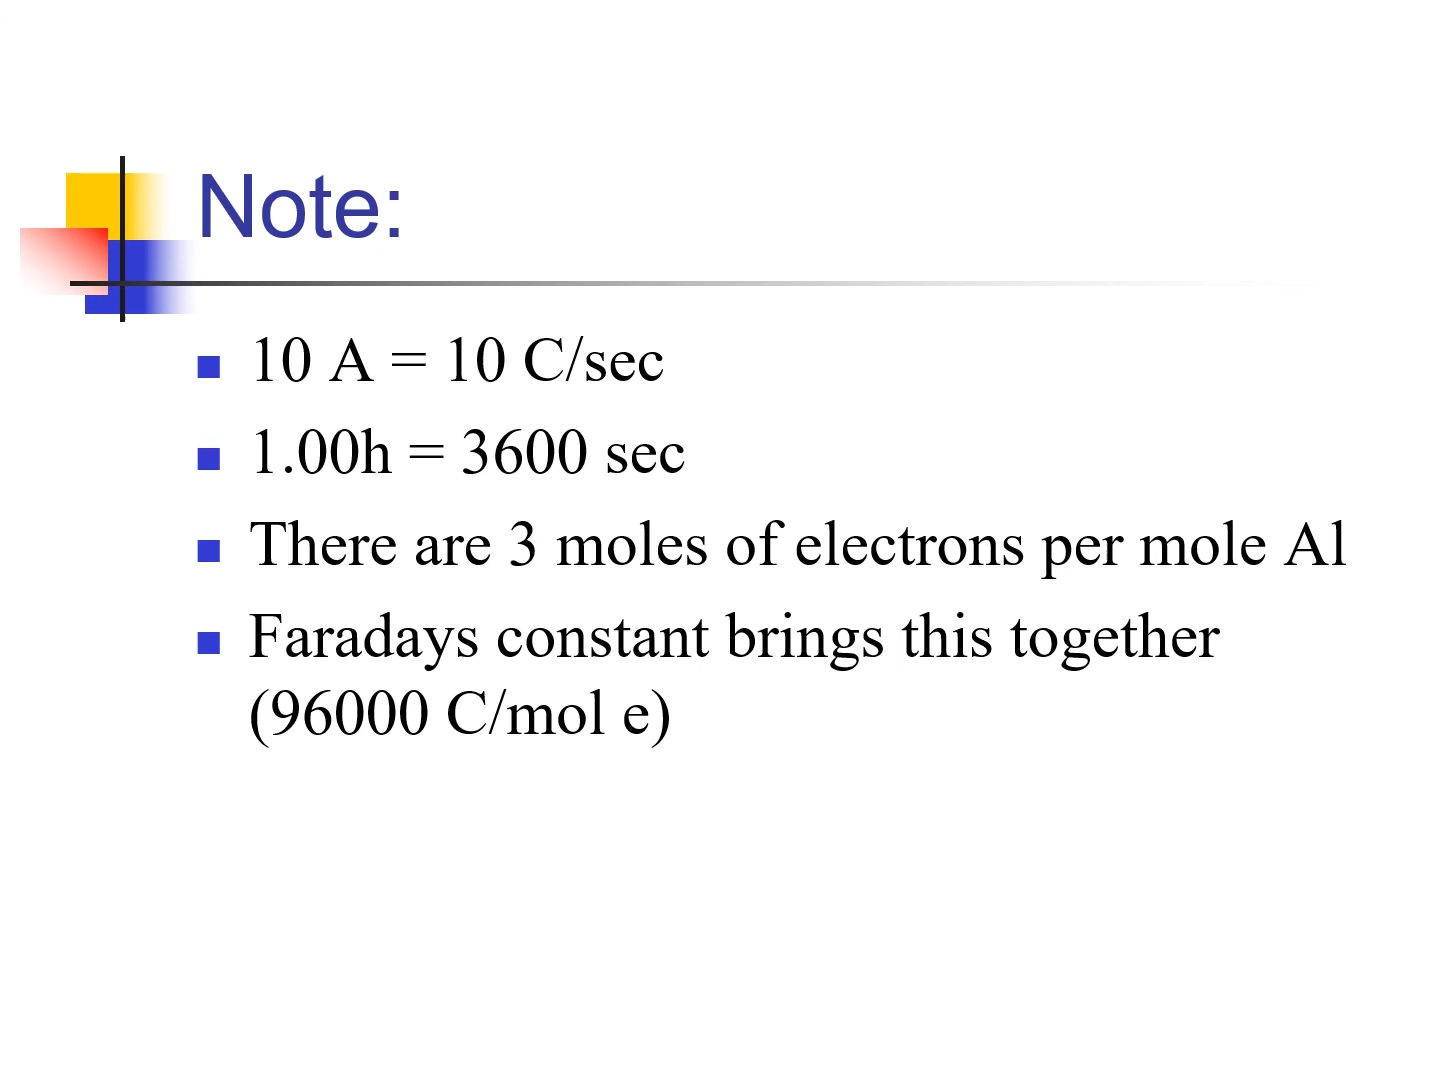 Note:
10 A = 10 C/sec
1.00h = 3600 sec
There are 3 moles of electrons per mole Al
Faradays constant brings this together
(96000 C/mol e)